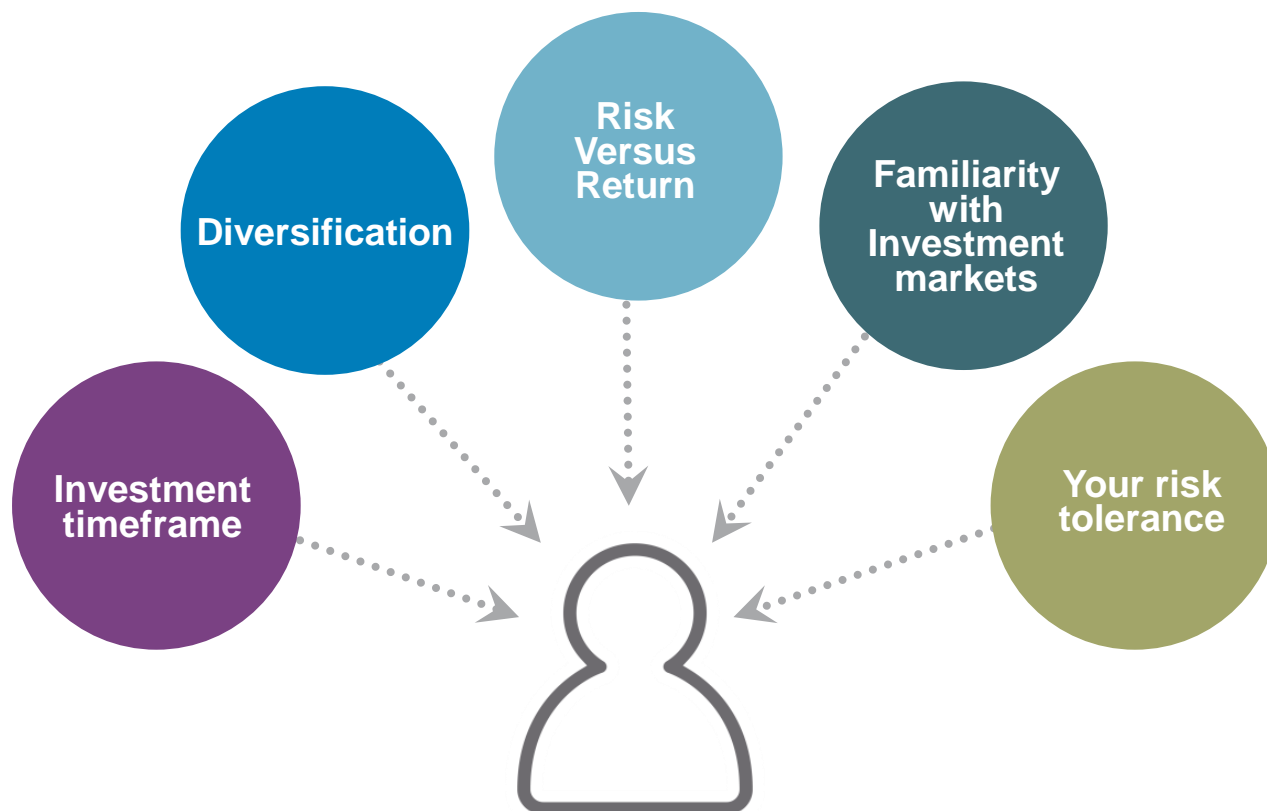 Investment
timeframe
Diversification
Risk
Versus
Return
Familiarity
with
Investment
markets
Your risk
tolerance